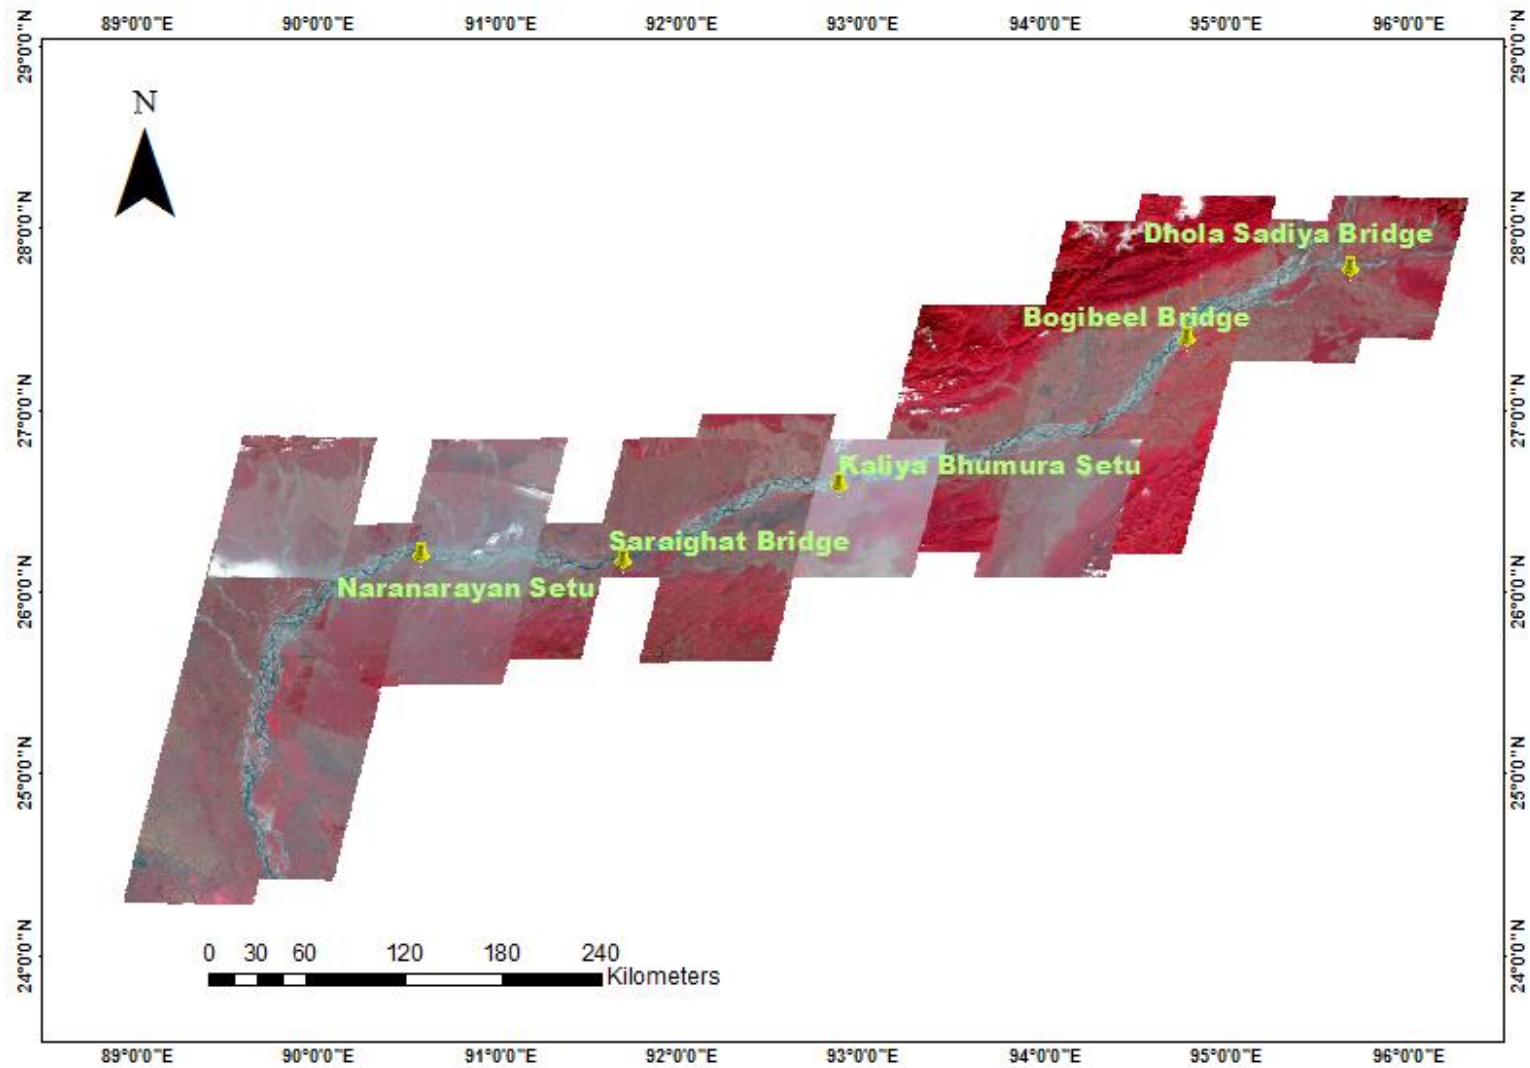 89°0'0"E 90°0'0"E 91°0'0"E 92°0'0"E 93°0'0"E 94°0'0"E 95°0'0"E 96°0'0"E
29°0'0"N 29°0'0"N
N
28°0'0"N 28°0'0"N
Dhola Sadiya Bridge
Bogibeel Bridge
27°0'0"N 27°0'0"N
Kaliya Bhumura Setu
Saraighat Bridge
Naranarayan Setu
26°0'0"N 26°0'0"N
25°0'0"N 25°0'0"N
24°0'0"N 24°0'0"N
0 30 60 120 180 240
Kilometers
89°0'0"E 90°0'0"E 91°0'0"E 92°0'0"E 93°0'0"E 94°0'0"E 95°0'0"E 96°0'0"E